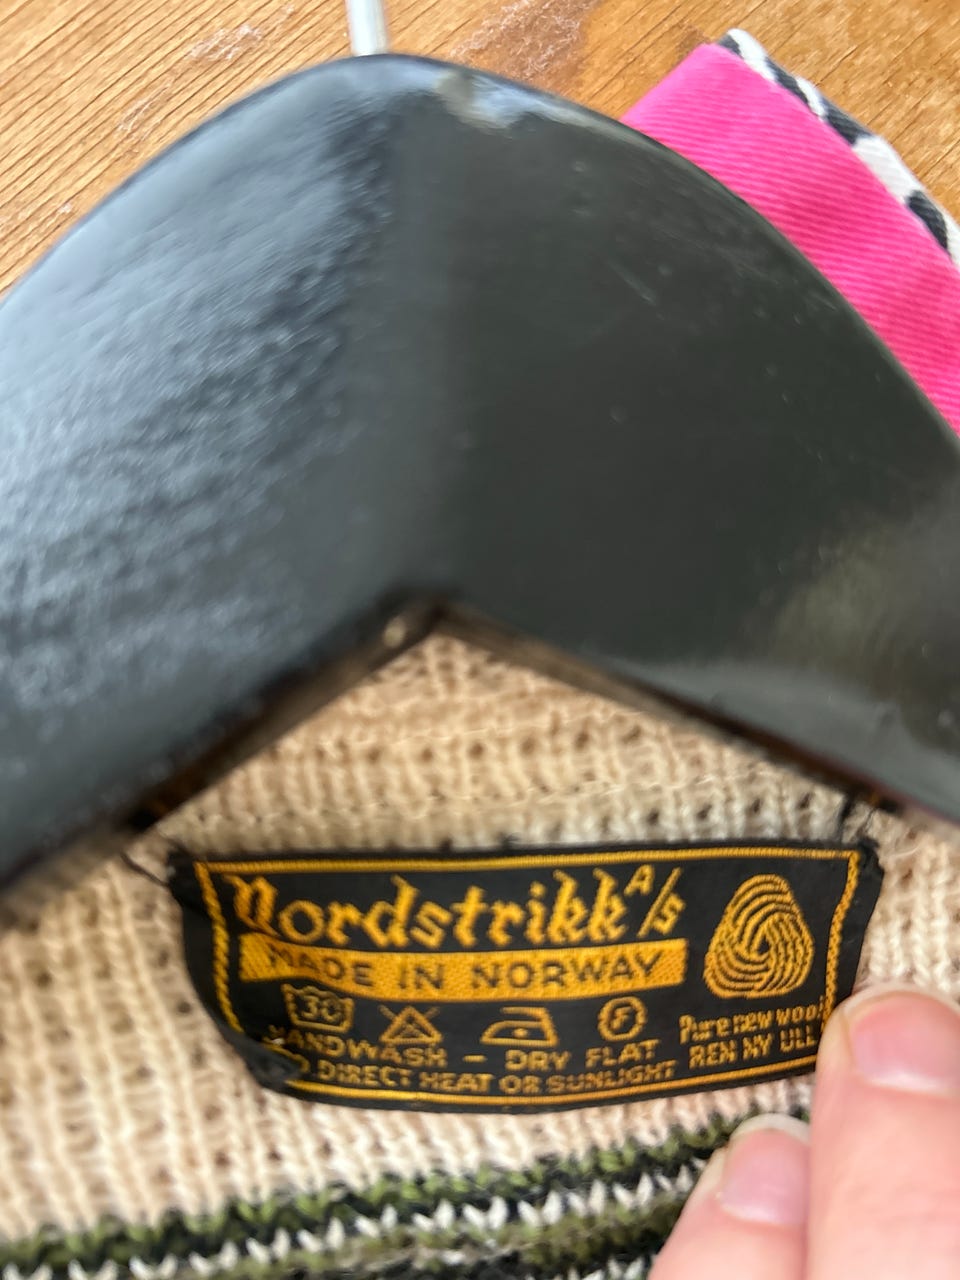 Nordstrikk A/S
MADE IN NORWAY
30 F
HANDWASH - DRY FLAT
DIRECT HEAT OR SUNLIGHT
Pure new wool
REN NY ULL